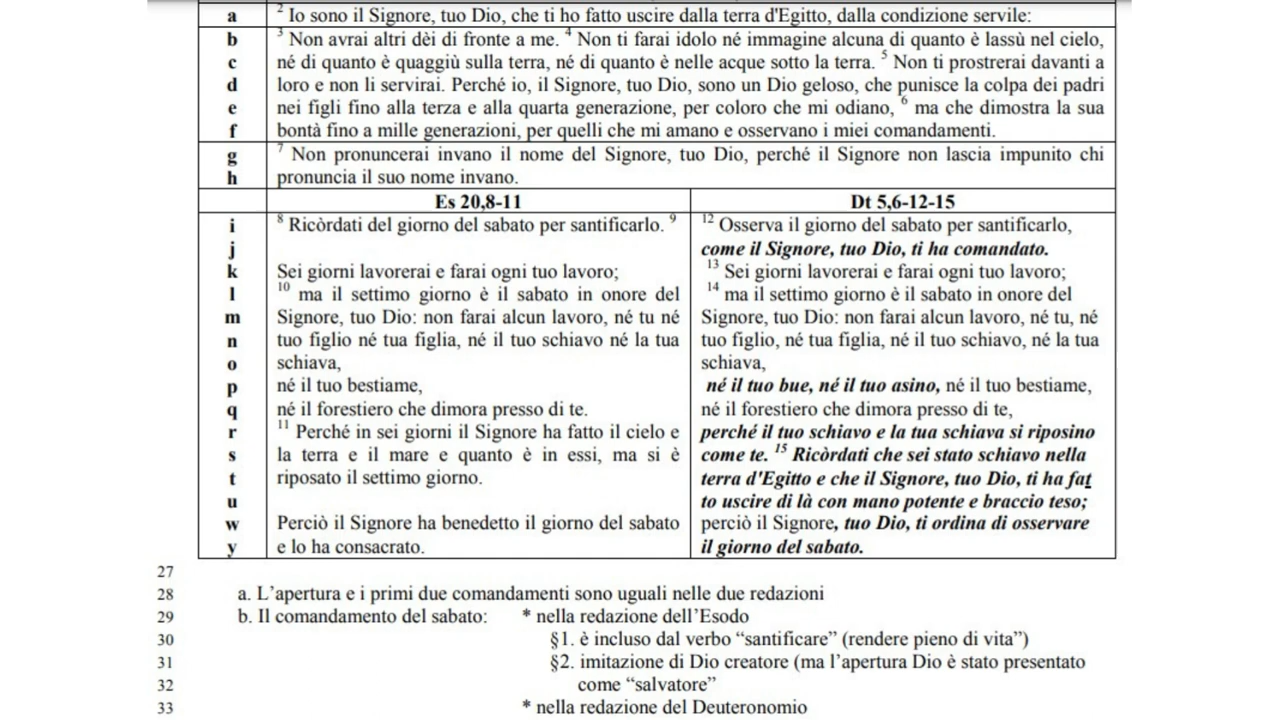 a ² Io sono il Signore, tuo Dio, che ti ho fatto uscire dalla terra d'Egitto, dalla condizione servile:
b ³ Non avrai altri dèi di fronte a me. ⁴ Non ti farai idolo né immagine alcuna di quanto è lassù nel cielo,
c né di quanto è quaggiù sulla terra, né di quanto è nelle acque sotto la terra. ⁵ Non ti prostrerai davanti a
d loro e non li servirai. Perché io, il Signore, tuo Dio, sono un Dio geloso, che punisce la colpa dei padri
e nei figli fino alla terza e alla quarta generazione, per coloro che mi odiano, ⁶ ma che dimostra la sua
f bontà fino a mille generazioni, per quelli che mi amano e osservano i miei comandamenti.
g ⁷ Non pronuncerai invano il nome del Signore, tuo Dio, perché il Signore non lascia impunito chi
h pronuncia il suo nome invano.
Es 20,8-11 Dt 5,6-12-15
i ⁸ Ricòrdati del giorno del sabato per santificarlo. ⁹ ¹² Osserva il giorno del sabato per santificarlo,
j come il Signore, tuo Dio, ti ha comandato.
k Sei giorni lavorerai e farai ogni tuo lavoro; ¹³ Sei giorni lavorerai e farai ogni tuo lavoro;
l ¹⁰ ma il settimo giorno è il sabato in onore del ¹⁴ ma il settimo giorno è il sabato in onore del
m Signore, tuo Dio: non farai alcun lavoro, né tu né Signore, tuo Dio: non farai alcun lavoro, né tu, né
n tuo figlio né tua figlia, né il tuo schiavo né la tua tuo figlio, né tua figlia, né il tuo schiavo, né la tua
o schiava, schiava,
p né il tuo bestiame, né il tuo bue, né il tuo asino, né il tuo bestiame,
q né il forestiero che dimora presso di te. né il forestiero che dimora presso di te,
r ¹¹ Perché in sei giorni il Signore ha fatto il cielo e perché il tuo schiavo e la tua schiava si riposino
s la terra e il mare e quanto è in essi, ma si è come te. ¹⁵ Ricòrdati che sei stato schiavo nella
t riposato il settimo giorno. terra d'Egitto e che il Signore, tuo Dio, ti ha fat
u to uscire di là con mano potente e braccio teso;
w Perciò il Signore ha benedetto il giorno del sabato perciò il Signore, tuo Dio, ti ordina di osservare
y e lo ha consacrato. il giorno del sabato.
27
28 a. L'apertura e i primi due comandamenti sono uguali nelle due redazioni
29 b. Il comandamento del sabato: * nella redazione dell'Esodo
30 §1. è incluso dal verbo “santificare” (rendere pieno di vita”)
31 §2. imitazione di Dio creatore (ma l'apertura Dio è stato presentato
32 come “salvatore”
33 * nella redazione del Deuteronomio